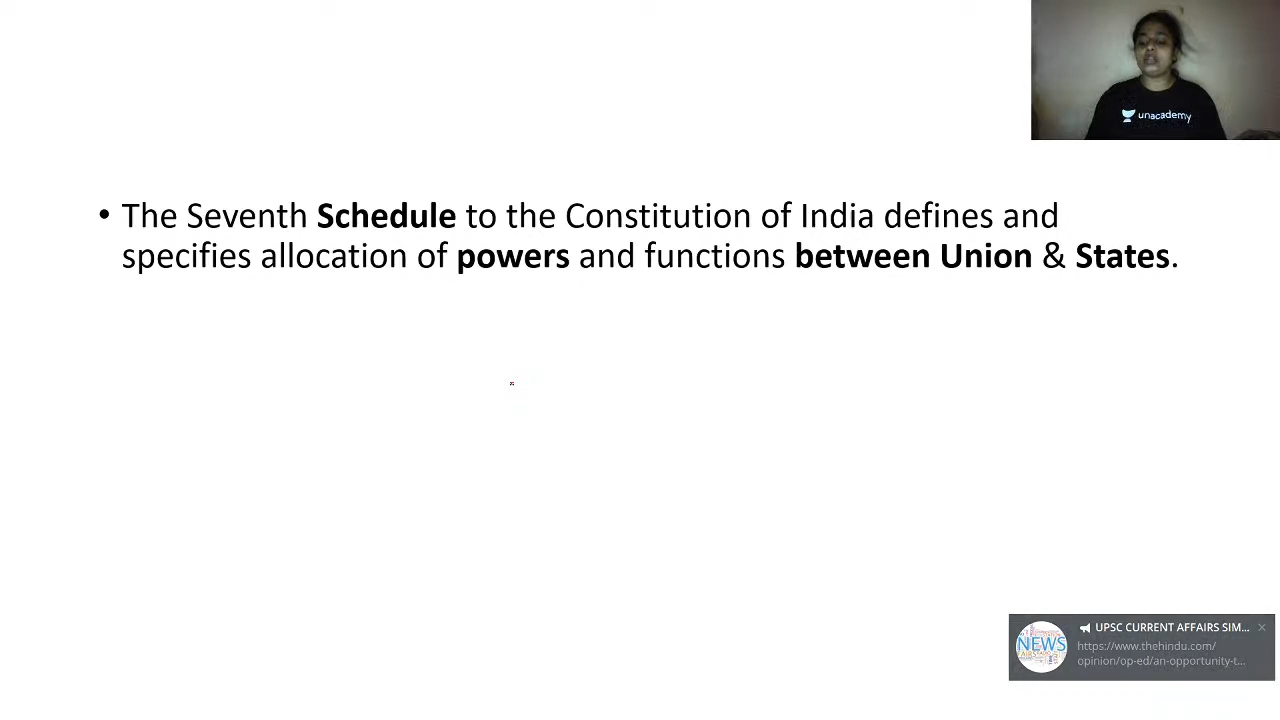 unacademy
• The Seventh Schedule to the Constitution of India defines and
specifies allocation of powers and functions between Union & States.
UPSC CURRENT AFFAIRS SIM...
https://www.thehindu.com/
opinion/op-ed/an-opportunity-t...
NEWS